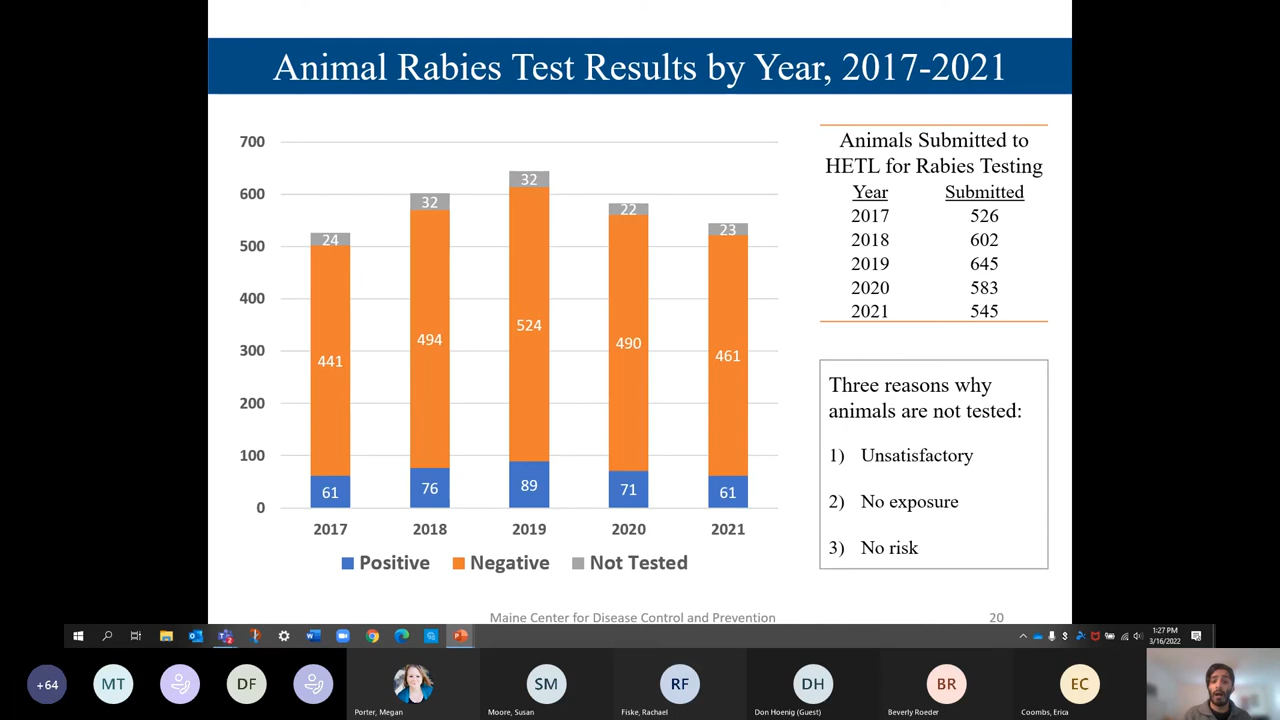 Animal Rabies Test Results by Year, 2017-2021
700
600
500
400
300
200
100
0
32
32
24
22
23
441
494
524
490
461
61
76
89
71
61
2017 2018 2019 2020 2021
Positive Negative Not Tested
Animals Submitted to
HETL for Rabies Testing
Year Submitted
2017 526
2018 602
2019 645
2020 583
2021 545
Three reasons why
animals are not tested:
1) Unsatisfactory
2) No exposure
3) No risk
Maine Center for Disease Control and Prevention 20
1:27 PM
3/16/2022
+64 MT DF SM RF DH BR EC
Porter, Megan Moore, Susan Fiske, Rachael Don Hoenig (Guest) Beverly Roeder Coombs, Erica